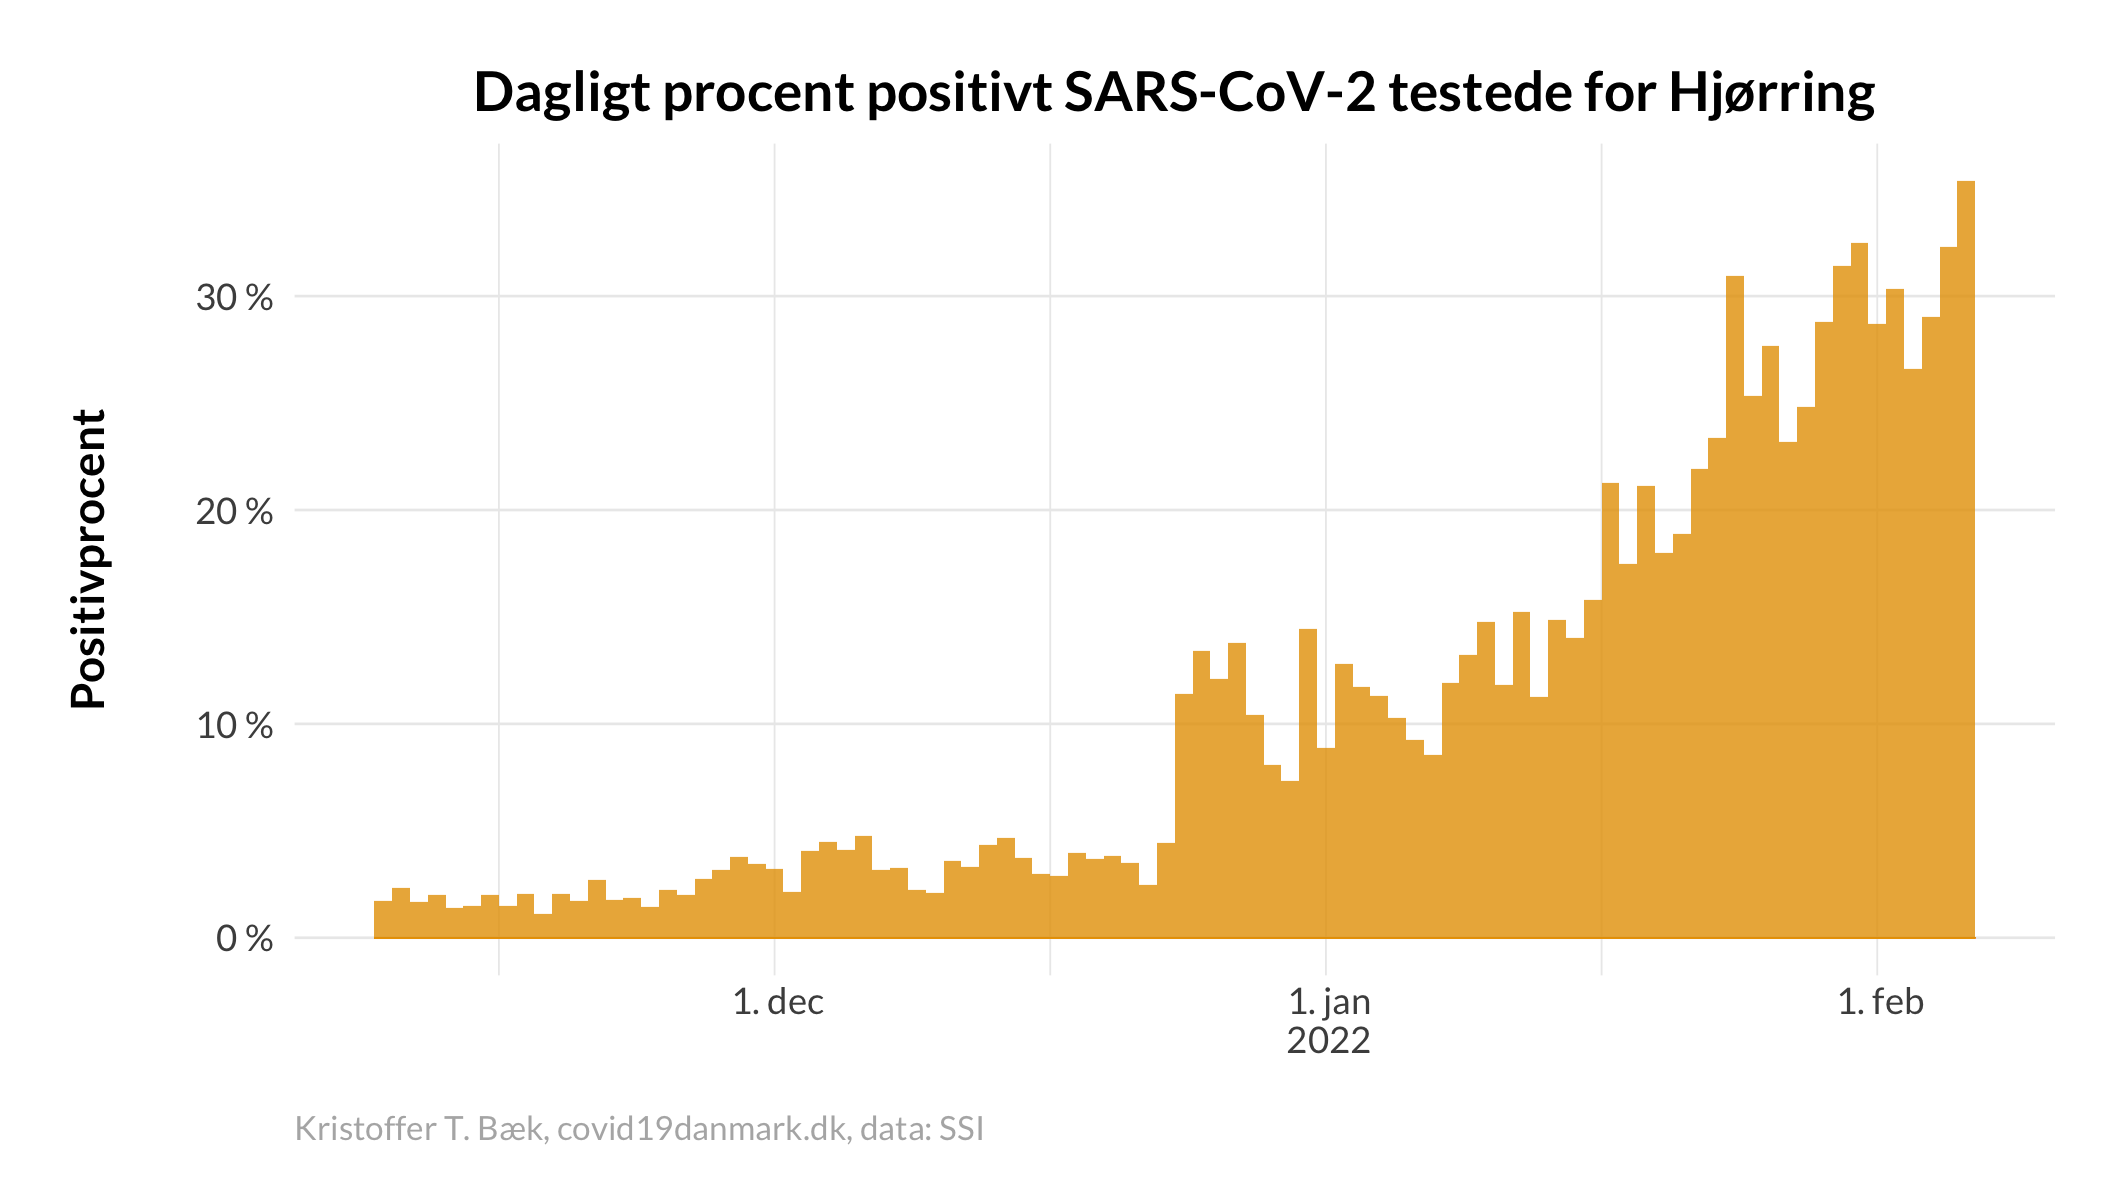 Dagligt procent positivt SARS-CoV-2 testede for Hjørring
Positivprocent
30 %
20 %
10 %
0 %
1. dec
1. jan
2022
1. feb
Kristoffer T. Bæk, covid19danmark.dk, data: SSI